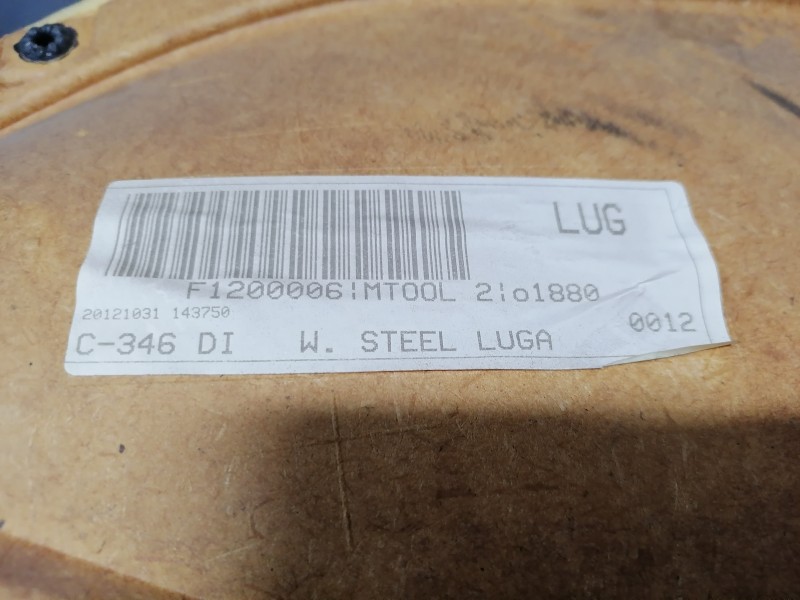 LUG
F1200006¦MTOOL 2¦o1880
20121031 143750
0012
C-346 DI W. STEEL LUGA